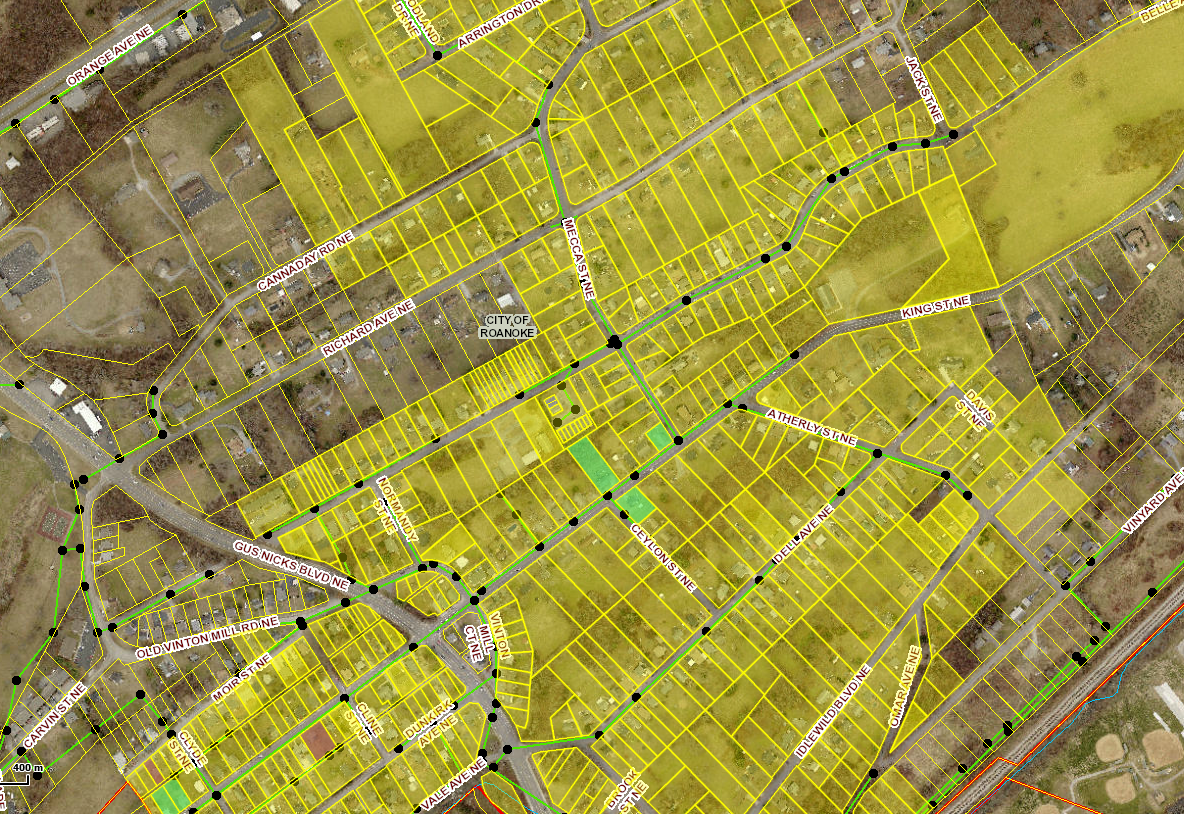 ORANGE AVE NE
ARRINGTON DR
DRIVE
BELLE
JACK ST NE
CANNADAY RD NE
MECCA ST NE
RICHARD AVE NE
CITY OF
ROANOKE
KING ST NE
DAVIS
ST NE
ATHERLY ST NE
NORMANDY
ST NE
VINYARD AVE
GUS NICKS BLVD NE
IDELL AVE NE
CEYLON ST NE
OLD VINTON MILL RD NE
VINTON
MILL
CT NE
MOIR ST NE
CARVIN ST NE
CLINE
ST NE
DUNKIRK
AVE NE
CLYDE
ST NE
IDLEWILD BLVD NE
OMAR AVE NE
VALE AVE NE
BROOK
ST NE
400 m